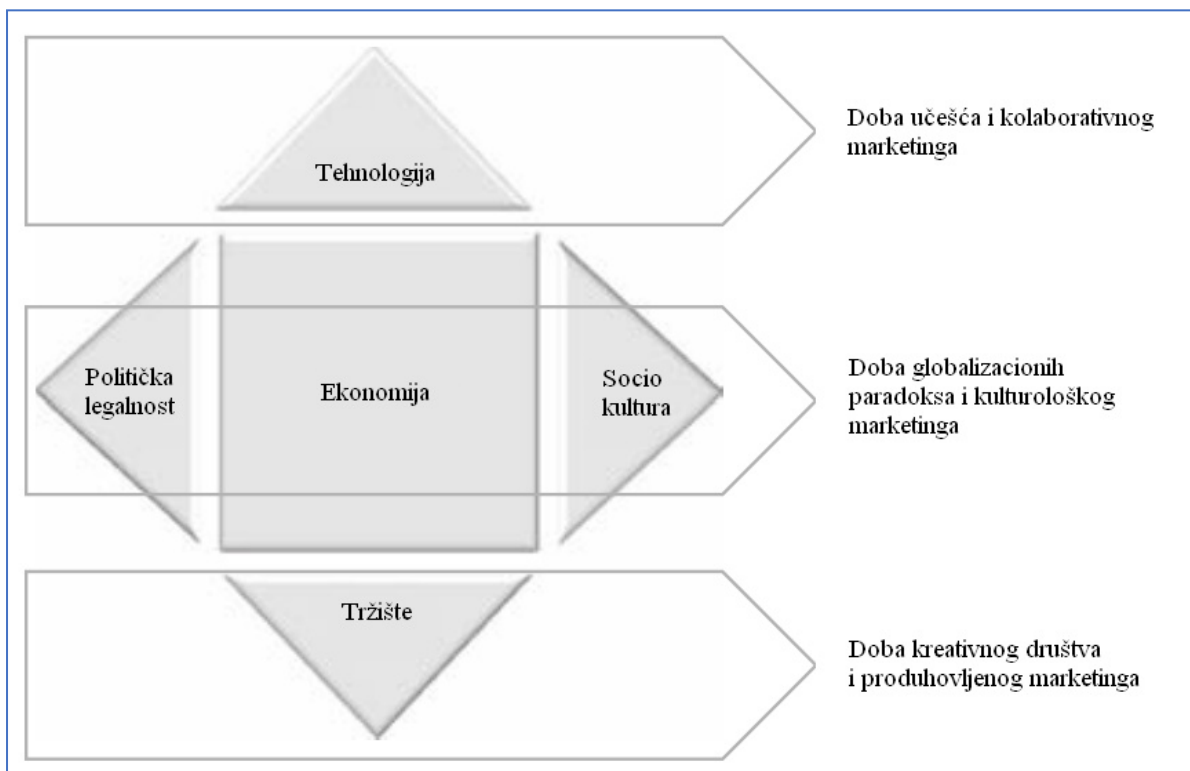 Tehnologija
Doba učešća i kolaborativnog
marketinga
Politička
legalnost
Ekonomija
Socio
kultura
Doba globalizacionih
paradoksa i kulturološkog
marketinga
Tržište
Doba kreativnog društva
i produhovljenog marketinga